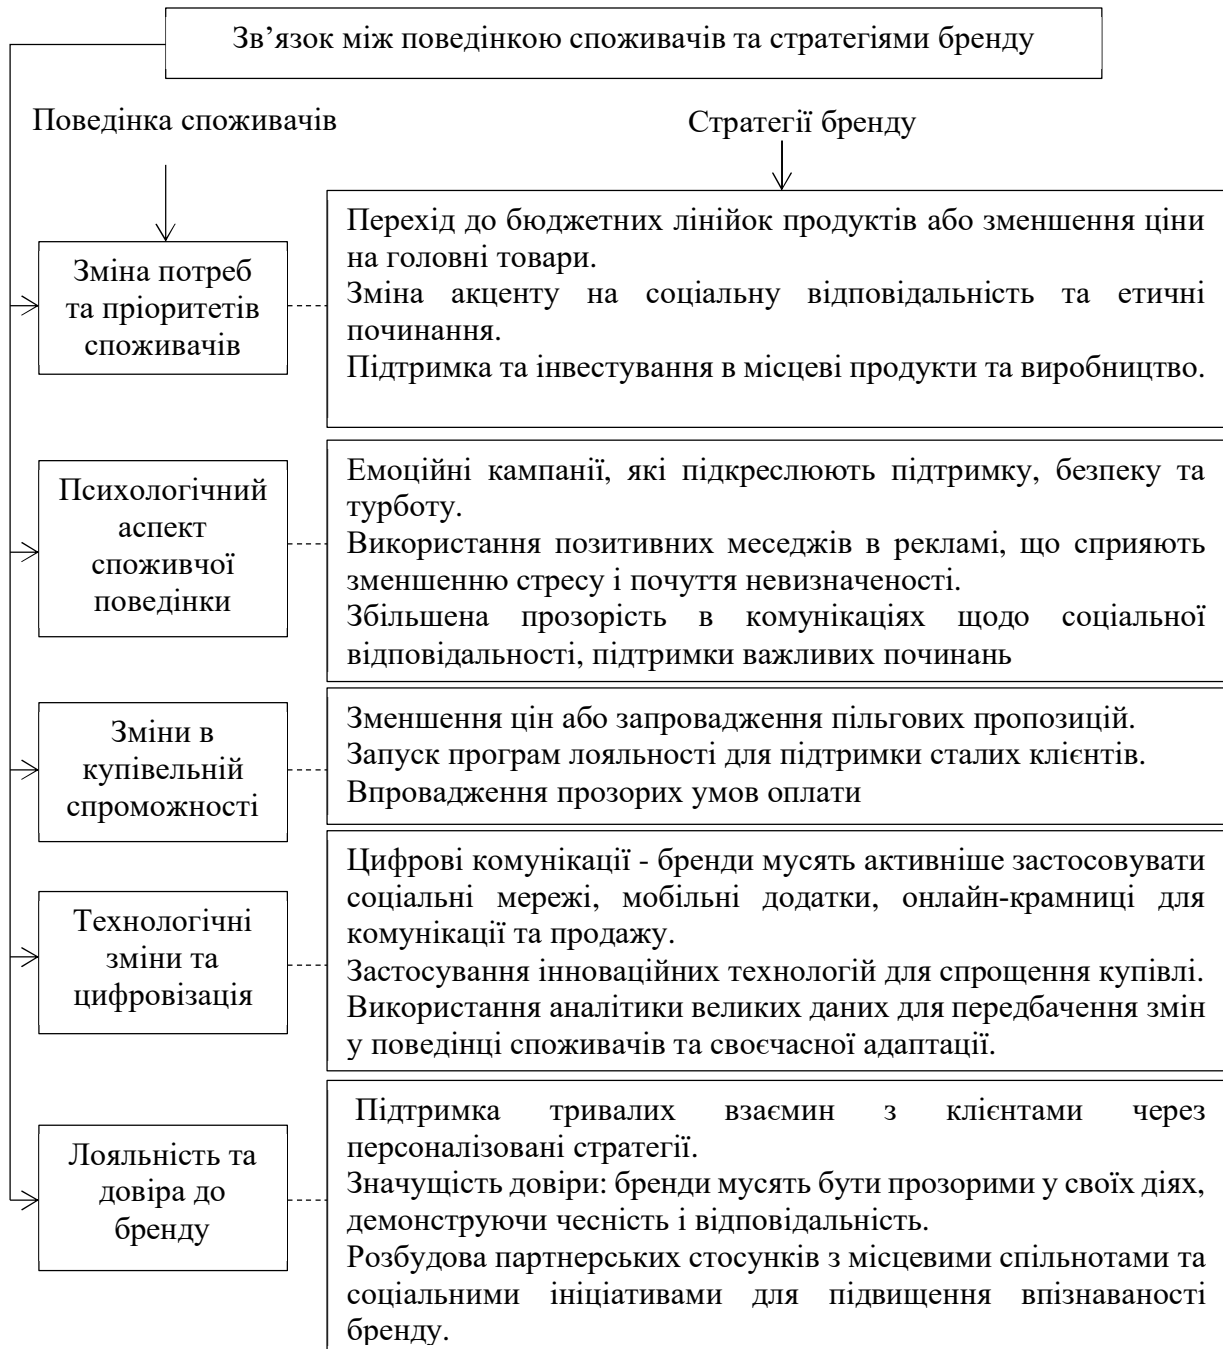 Зв’язок між поведінкою споживачів та стратегіями бренду
Поведінка споживачів
Стратегії бренду
Зміна потреб
та пріоритетів
споживачів
Перехід до бюджетних лінійок продуктів або зменшення ціни
на головні товари.
Зміна акценту на соціальну відповідальність та етичні
починання.
Підтримка та інвестування в місцеві продукти та виробництво.
Психологічний
аспект
споживчої
поведінки
Емоційні кампанії, які підкреслюють підтримку, безпеку та
турботу.
Використання позитивних меседжів в рекламі, що сприяють
зменшенню стресу і почуття невизначеності.
Збільшена прозорість в комунікаціях щодо соціальної
відповідальності, підтримки важливих починань
Зміни в
купівельній
спроможності
Зменшення цін або запровадження пільгових пропозицій.
Запуск програм лояльності для підтримки сталих клієнтів.
Впровадження прозорих умов оплати
Технологічні
зміни та
цифровізація
Цифрові комунікації - бренди мусять активніше застосовувати
соціальні мережі, мобільні додатки, онлайн-крамниці для
комунікації та продажу.
Застосування інноваційних технологій для спрощення купівлі.
Використання аналітики великих даних для передбачення змін
у поведінці споживачів та своєчасної адаптації.
Лояльність та
довіра до
бренду
Підтримка тривалих взаємин з клієнтами через
персоналізовані стратегії.
Значущість довіри: бренди мусять бути прозорими у своїх діях,
демонструючи чесність і відповідальність.
Розбудова партнерських стосунків з місцевими спільнотами та
соціальними ініціативами для підвищення впізнаваності
бренду.